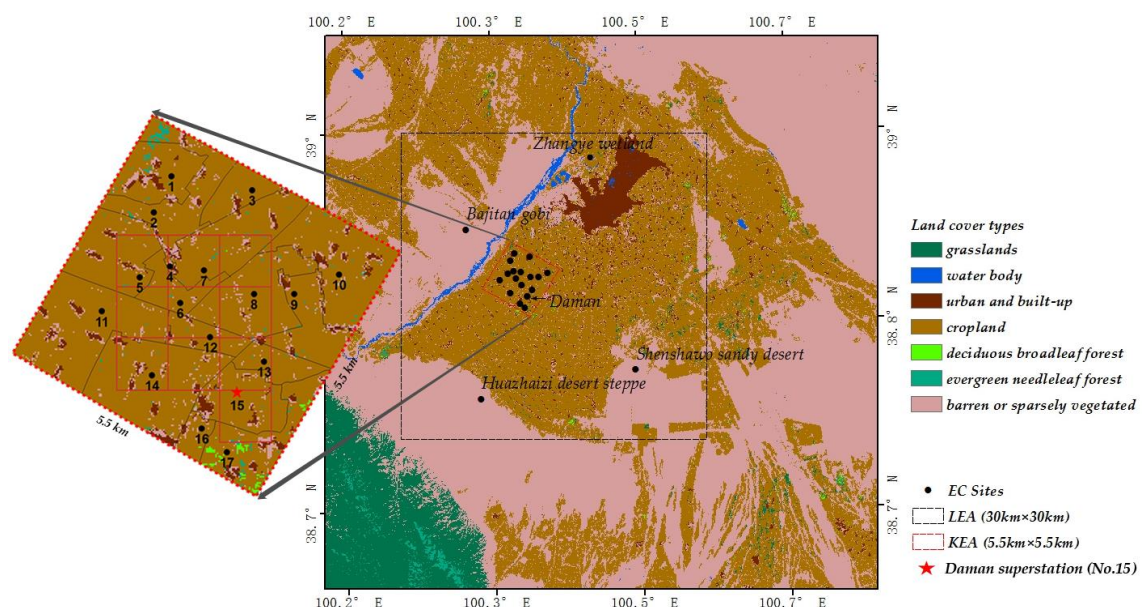 100.2° E 100.3° E 100.5° E 100.7° E
39° N
39° N
Zhangye wetland
Bajitan gobi
Daman
38.8° N
Shenshawo sandy desert
Huazhaizi desert steppe
38.7° N
38.7° N
100.2° E 100.3° E 100.5° E 100.7° E
1
3
2
4
7
5
10
8
9
6
11
12
13
14
15
16
17
5.5 km
5.5 km
Land cover types
grasslands
water body
urban and built-up
cropland
deciduous broadleaf forest
evergreen needleleaf forest
barren or sparsely vegetated
EC Sites
LEA (30km×30km)
KEA (5.5km×5.5km)
Daman superstation (No.15)